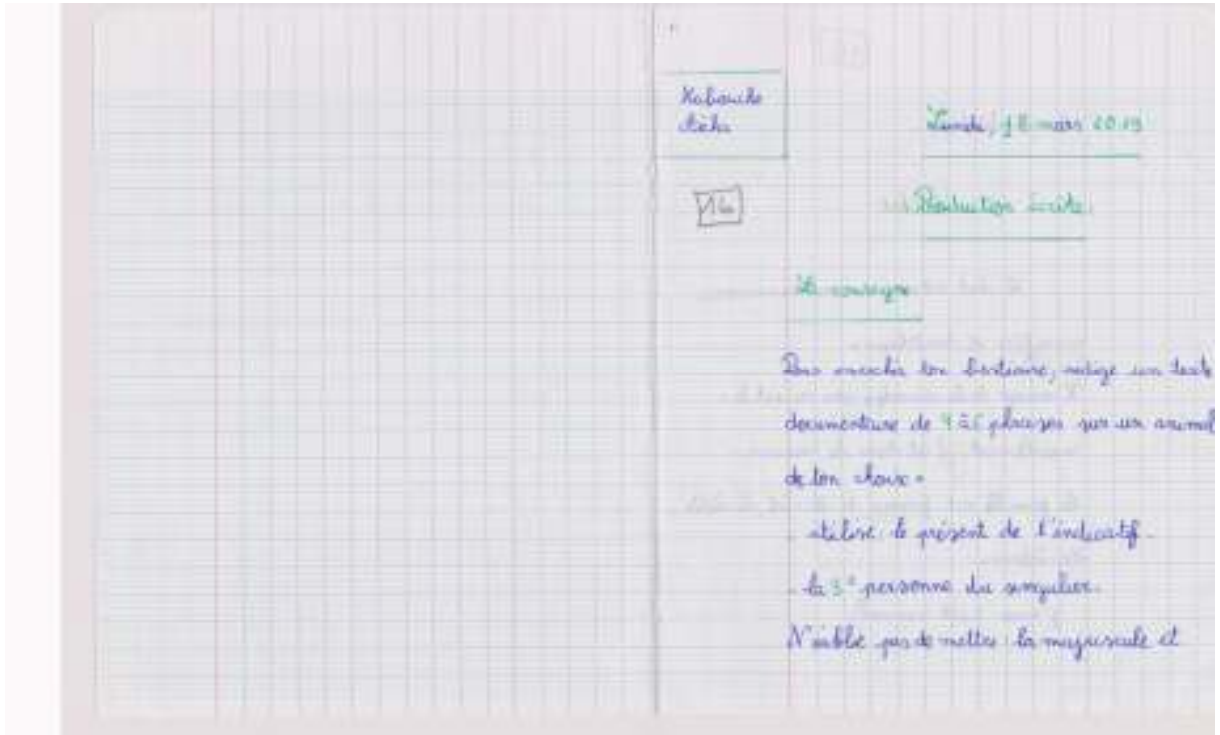 Lundi, 18 mars 2019
Production écrite
La consigne
Pour enrichir ton bestiaire, rédige un texte
documentaire de 4 à 6 phrases sur un animal
de ton choix.
- utilise le présent de l'indicatif.
- la 3e personne du singulier.
N'oublie pas de mettre la majuscule et